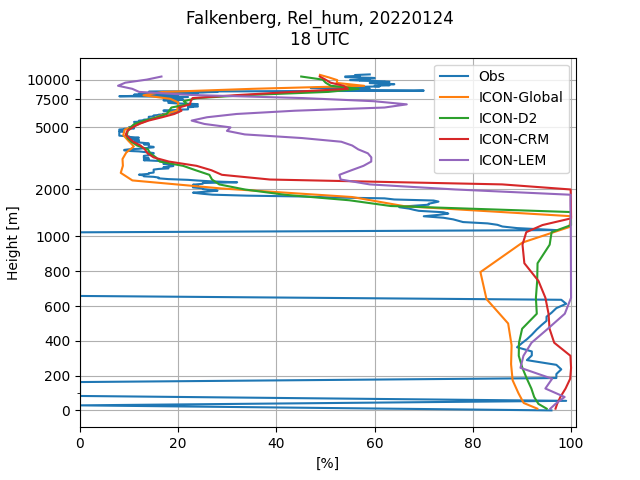 Falkenberg, Rel_hum, 20220124
18 UTC
Obs
ICON-Global
ICON-D2
ICON-CRM
ICON-LEM
10000
7500
5000
2000
1000
800
600
400
200
0
Height [m]
0 20 40 60 80 100
[%]